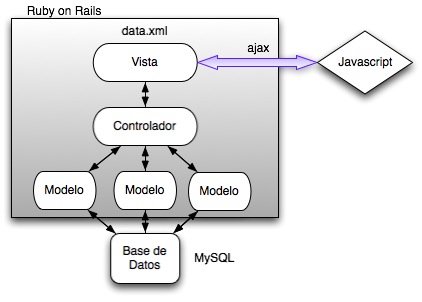 Ruby on Rails
data.xml
Vista
ajax
Javascript
Controlador
Modelo
Modelo
Modelo
Base de
Datos
MySQL